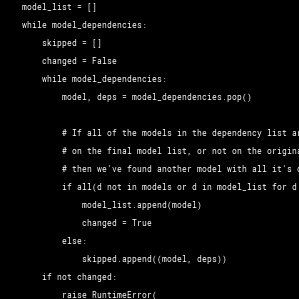 model_list = []
while model_dependencies:
skipped = []
changed = False
while model_dependencies:
model, deps = model_dependencies.pop()
# If all of the models in the dependency list
# on the final model list, or not on the
# then we've found another model with all it's
if all(d not in models or d in model_list for d
model_list.append(model)
changed = True
else:
skipped.append((model, deps))
if not changed:
raise RuntimeError(